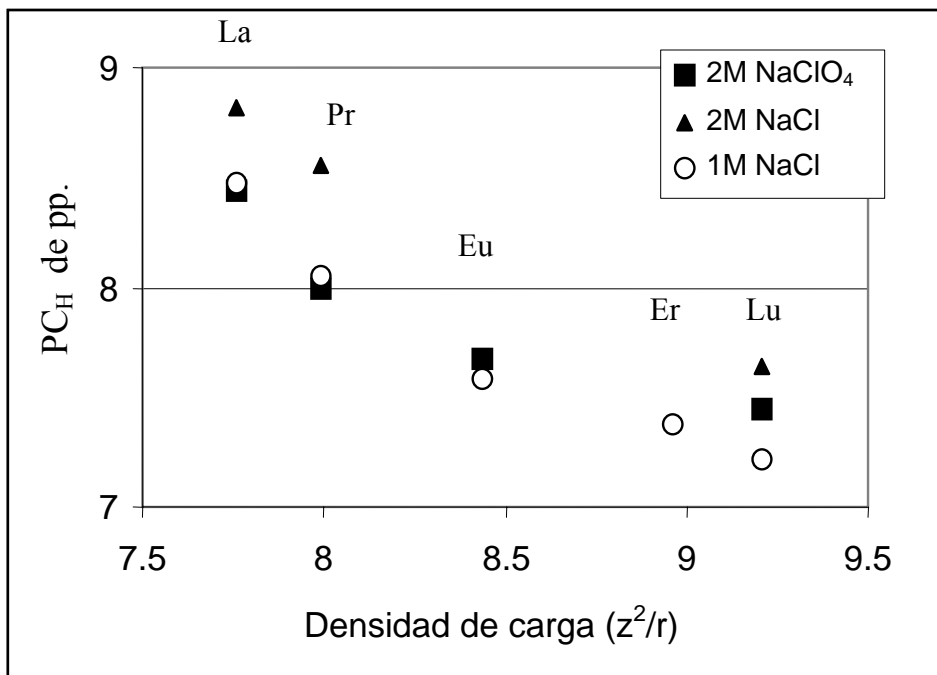 La
9
2M NaClO₄
2M NaCl
1M NaCl
Pr
PC_H de pp.
Eu
8
Er
Lu
7
7.5 8 8.5 9 9.5
Densidad de carga (z²/r)